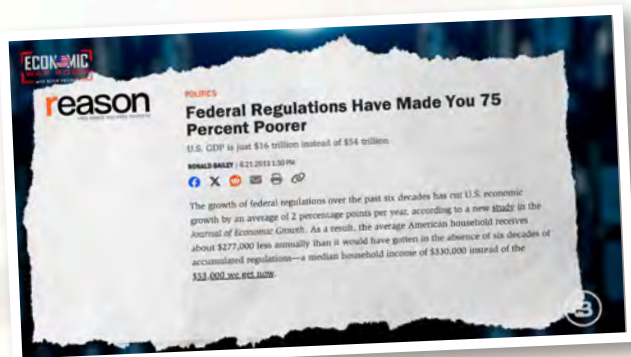 ECONOMIC
WAR ROOM
reason
POLITICS
Federal Regulations Have Made You 75
Percent Poorer
U.S. GDP is just $16 trillion instead of $54 trillion
RONALD BAILEY | 6.21.2013 1:30 PM
The growth of federal regulations over the past six decades has cut U.S. economic
growth by an average of 2 percentage points per year, according to a new study in the
Journal of Economic Growth. As a result, the average American household receives
about $277,000 less annually than it would have gotten in the absence of six decades of
accumulated regulations—a median household income of $330,000 instead of the
$53,000 we get now.
B